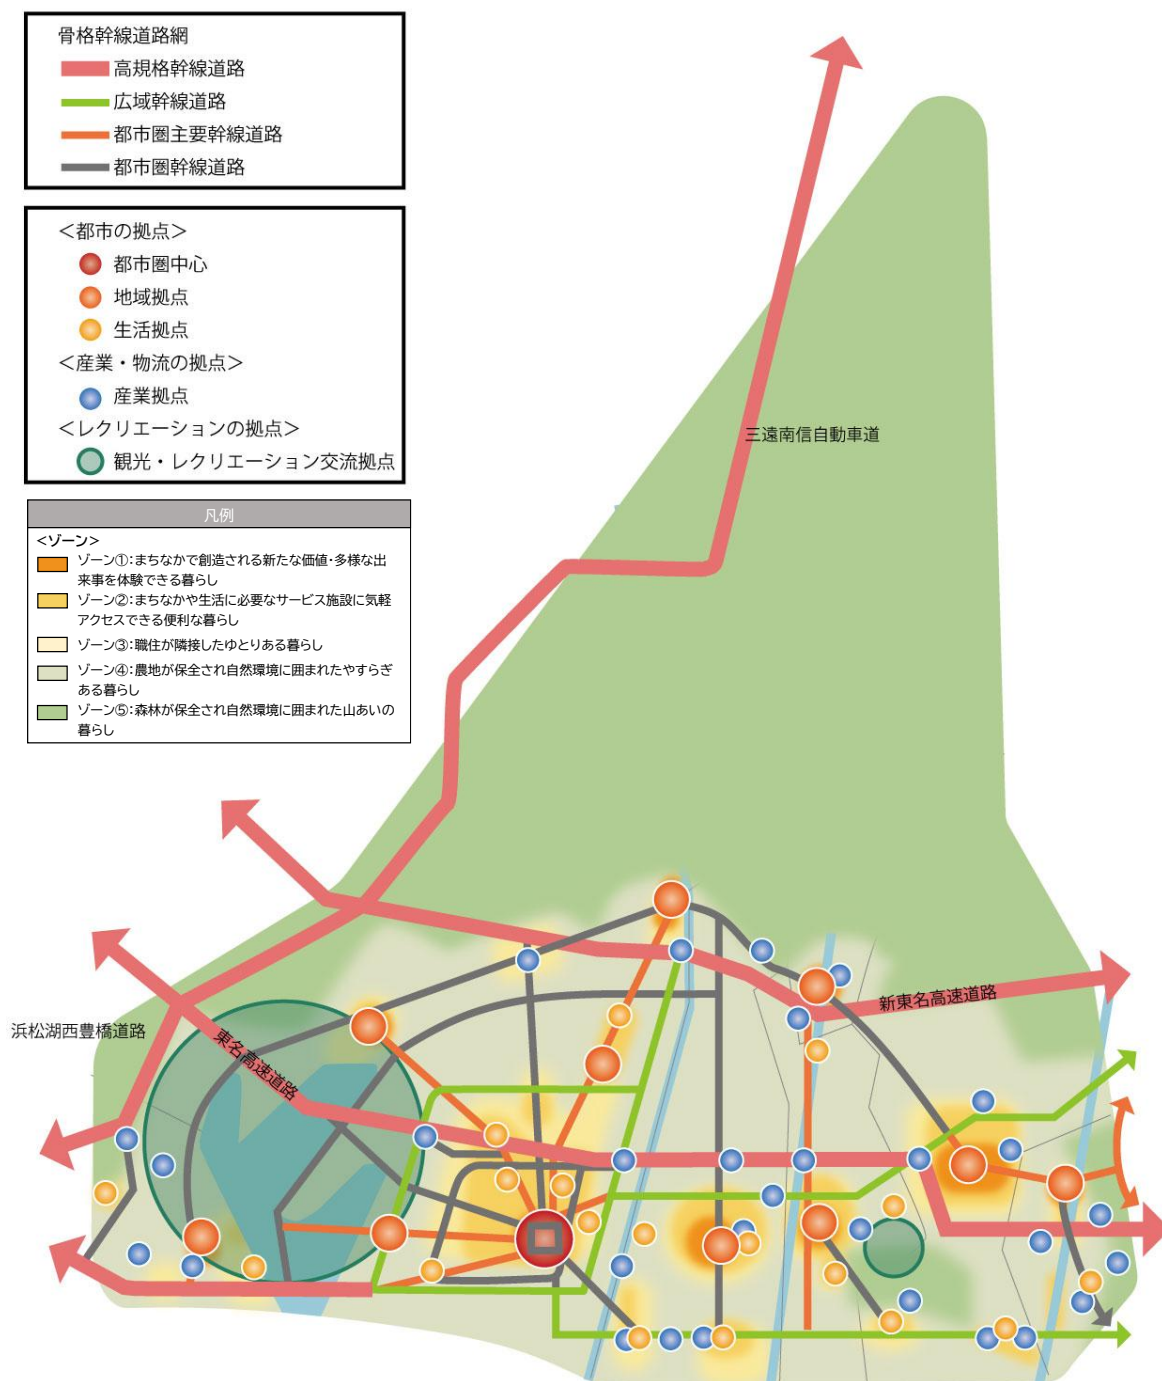 骨格幹線道路網
高規格幹線道路
広域幹線道路
都市圏主要幹線道路
都市圏幹線道路
＜都市の拠点＞
都市圏中心
地域拠点
生活拠点
＜産業・物流の拠点＞
産業拠点
＜レクリエーションの拠点＞
観光・レクリエーション交流拠点
凡例
＜ゾーン＞
ゾーン①：まちなかで創造される新たな価値・多様な出
来事を体験できる暮らし
ゾーン②：まちなかや生活に必要なサービス施設に気軽
アクセスできる便利な暮らし
ゾーン③：職住が隣接したゆとりある暮らし
ゾーン④：農地が保全され自然環境に囲まれたやすらぎ
ある暮らし
ゾーン⑤：森林が保全され自然環境に囲まれた山あいの
暮らし
三遠南信自動車道
新東名高速道路
浜松湖西豊橋道路
東名高速道路